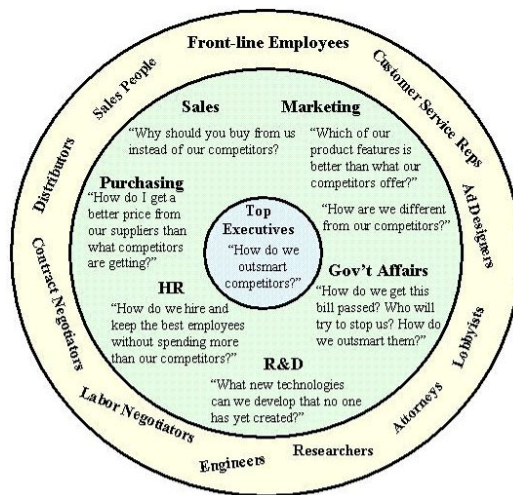 Front-line Employees
Sales People
Customer Service Reps
Distributors
Ad Designers
Contract Negotiators
Lobbyists
Labor Negotiators
Attorneys
Engineers
Researchers
Sales
“Why should you buy from us
instead of our competitors?
Marketing
“Which of our
product features is
better than what our
competitors offer?”
“How are we different
from our competitors?”
Purchasing
“How do I get a
better price from
our suppliers than
what competitors
are getting?”
Top
Executives
“How do we
outsmart
competitors?”
Gov’t Affairs
“How do we get this
bill passed? Who will
try to stop us? How do
we outsmart them?”
HR
“How do we hire and
keep the best employees
without spending more
than our competitors?”
R&D
“What new technologies
can we develop that no one
has yet created?”